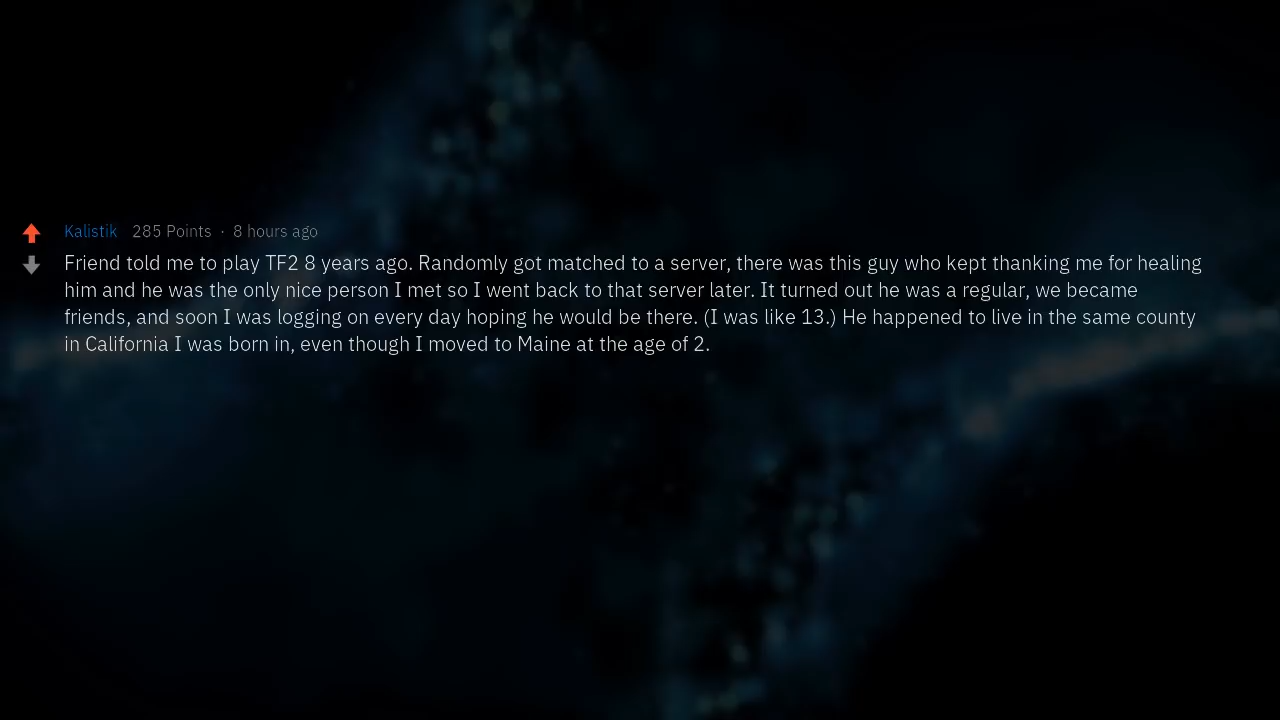 Kalistik 285 Points · 8 hours ago
Friend told me to play TF2 8 years ago. Randomly got matched to a server, there was this guy who kept thanking me for healing
him and he was the only nice person I met so I went back to that server later. It turned out he was a regular, we became
friends, and soon I was logging on every day hoping he would be there. (I was like 13.) He happened to live in the same county
in California I was born in, even though I moved to Maine at the age of 2.